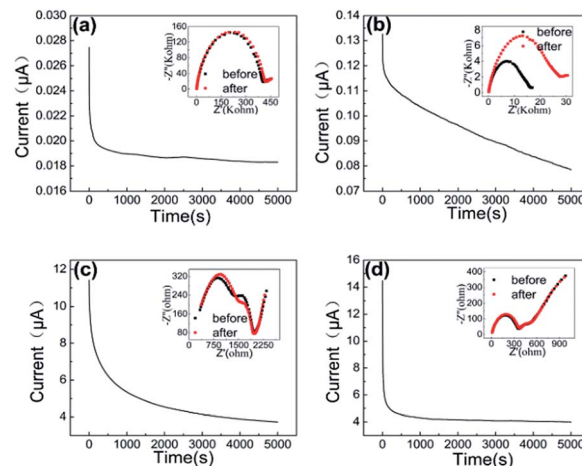 (a)
Current (μA)
0.030
0.028
0.026
0.024
0.022
0.020
0.018
0.016
0 1000 2000 3000 4000 5000
Time(s)
-Z''(Kohm)
160
120
80
40
0
0 150 300 450
Z'(Kohm)
before
after
(b)
Current (μA)
0.14
0.13
0.12
0.11
0.10
0.09
0.08
0.07
0 1000 2000 3000 4000 5000
Time(s)
-Z''(Kohm)
8
6
4
2
0
0 10 20 30
Z'(Kohm)
before
after
(c)
Current (μA)
12
10
8
6
4
0 1000 2000 3000 4000 5000
Time(s)
-Z''(ohm)
320
240
160
80
0 750 1500 2250
Z'(ohm)
before
after
(d)
Current (μA)
16
14
12
10
8
6
4
2
0 1000 2000 3000 4000 5000
Time(s)
-Z''(ohm)
400
300
200
100
0
0 300 600 900
Z'(ohm)
before
after